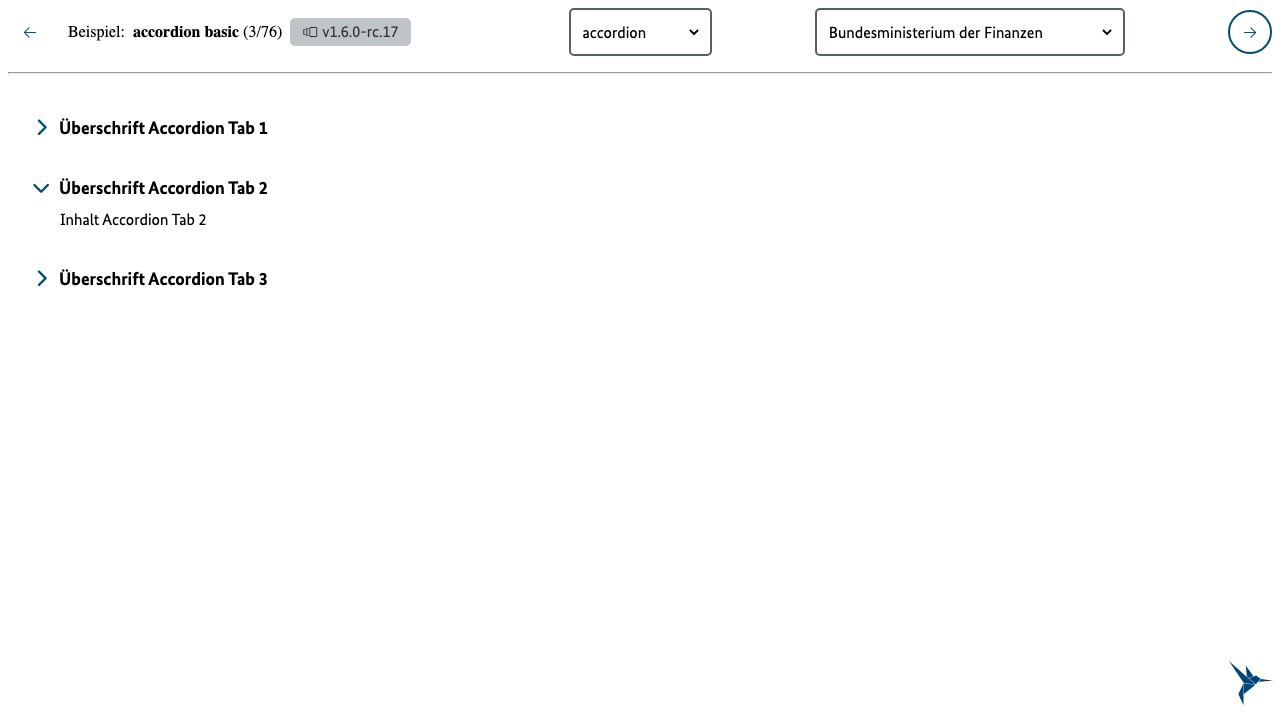 Beispiel: accordion basic (3/76) v1.6.0-rc.17 accordion Bundesministerium der Finanzen
Überschrift Accordion Tab 1
Überschrift Accordion Tab 2
Inhalt Accordion Tab 2
Überschrift Accordion Tab 3